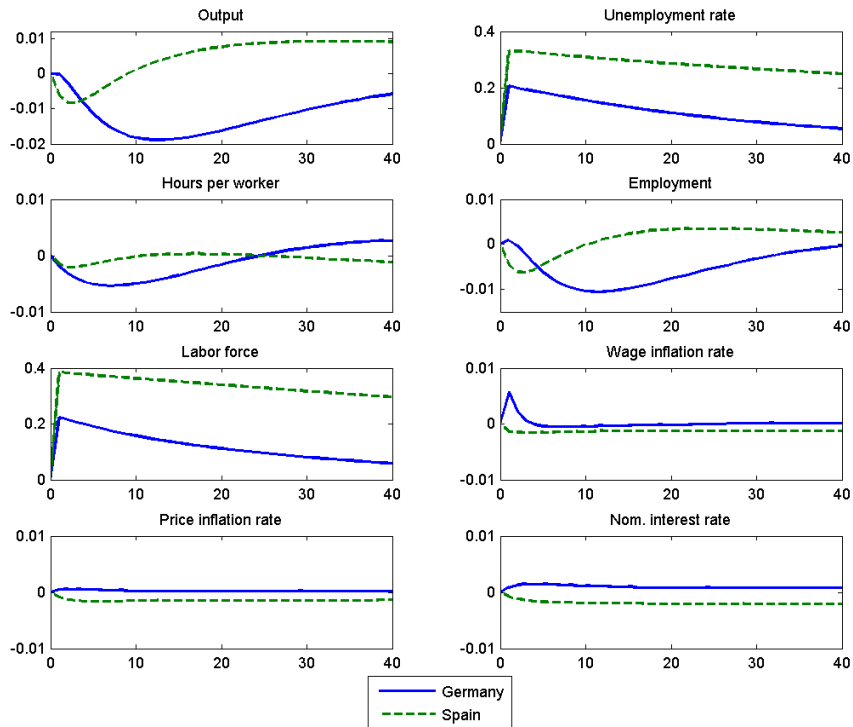 Output
Unemployment rate
0.01
0
-0.01
-0.02
0 10 20 30 40
0.4
0.2
0
0 10 20 30 40
Hours per worker
Employment
0.01
0
-0.01
0 10 20 30 40
0.01
0
-0.01
0 10 20 30 40
Labor force
Wage inflation rate
0.4
0.2
0
0 10 20 30 40
0.01
0
-0.01
0 10 20 30 40
Price inflation rate
Nom. interest rate
0.01
0
-0.01
0 10 20 30 40
0.01
0
-0.01
0 10 20 30 40
Germany
Spain